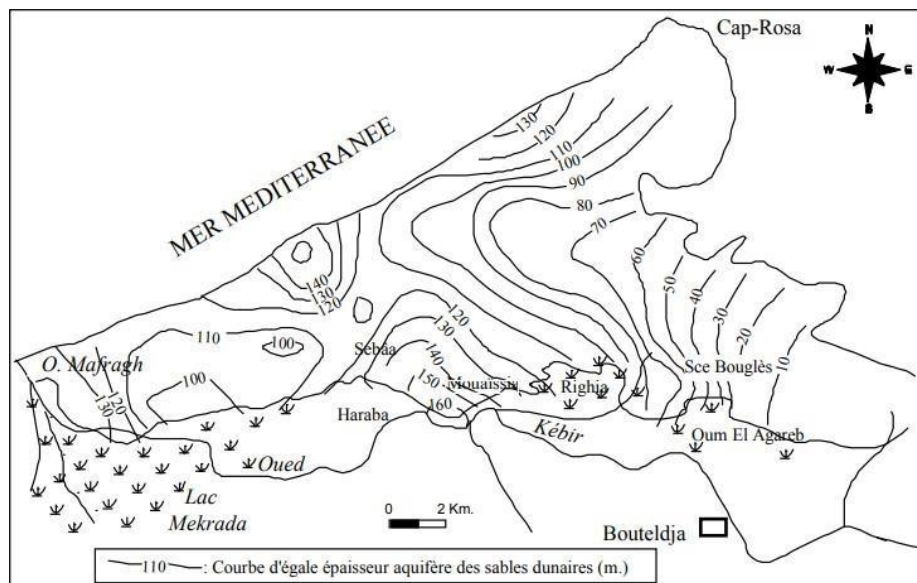 Cap-Rosa
N
W E
S
MER MEDITERRANEE
130
120
110
100
90
80
70
60
50
40
30
20
10
140
130
120
110
100
100
120
130
O. Mafragh
Sebâa
120
130
140
150
160
Mouaissia
Righia
Sce Bouglès
Haraba
Kébir
Oum El Agareb
Oued
Lac
Mekrada
0 2 Km.
Bouteldja
110 : Courbe d'égale épaisseur aquifère des sables dunaires (m.)